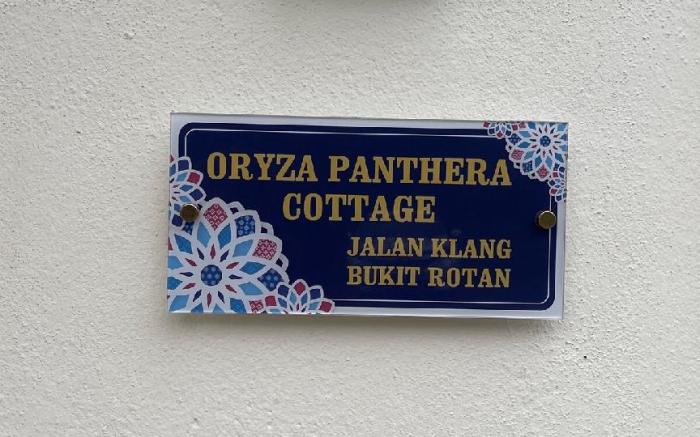 ORYZA PANTHERA
COTTAGE
JALAN KLANG
BUKIT ROTAN